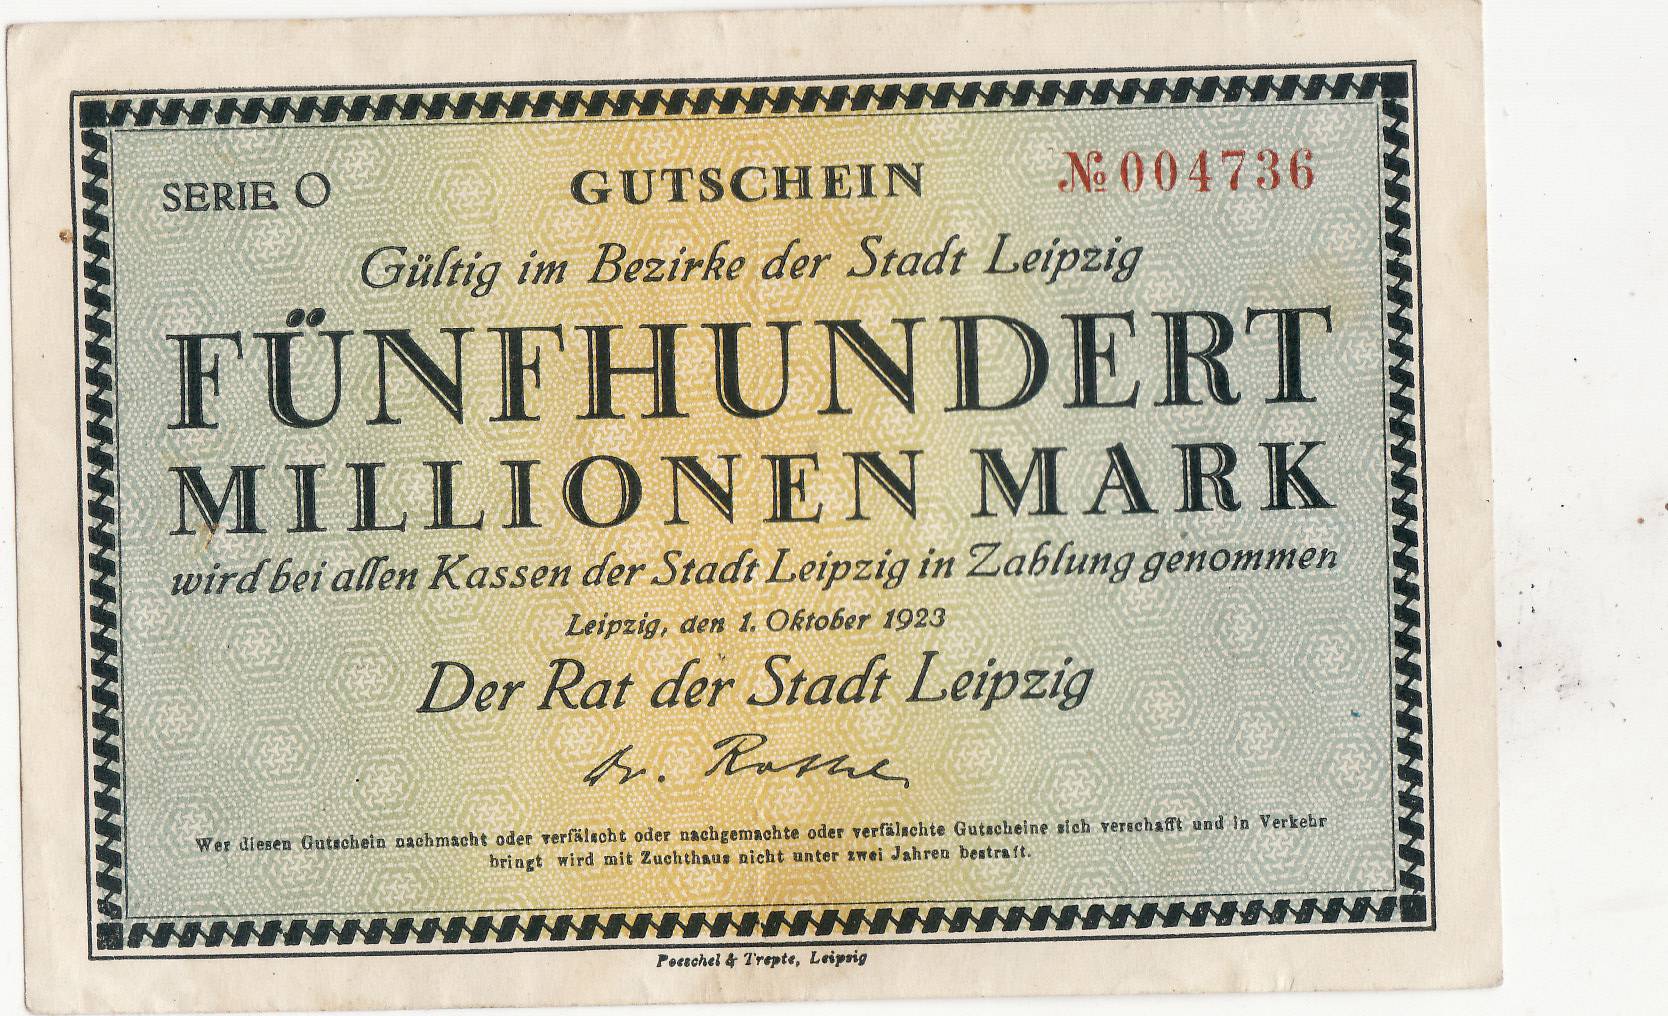 SERIE O
GUTSCHEIN
№ 004736
Gültig im Bezirke der Stadt Leipzig
FÜNFHUNDERT
MILLIONEN MARK
wird bei allen Kassen der Stadt Leipzig in Zahlung genommen
Leipzig, den 1. Oktober 1923
Der Rat der Stadt Leipzig
Dr. Rothe
Wer diesen Gutschein nachmacht oder verfälscht oder nachgemachte oder verfälschte Gutscheine sich verschafft und in Verkehr
bringt wird mit Zuchthaus nicht unter zwei Jahren bestraft.
Poeschel & Trepte, Leipzig